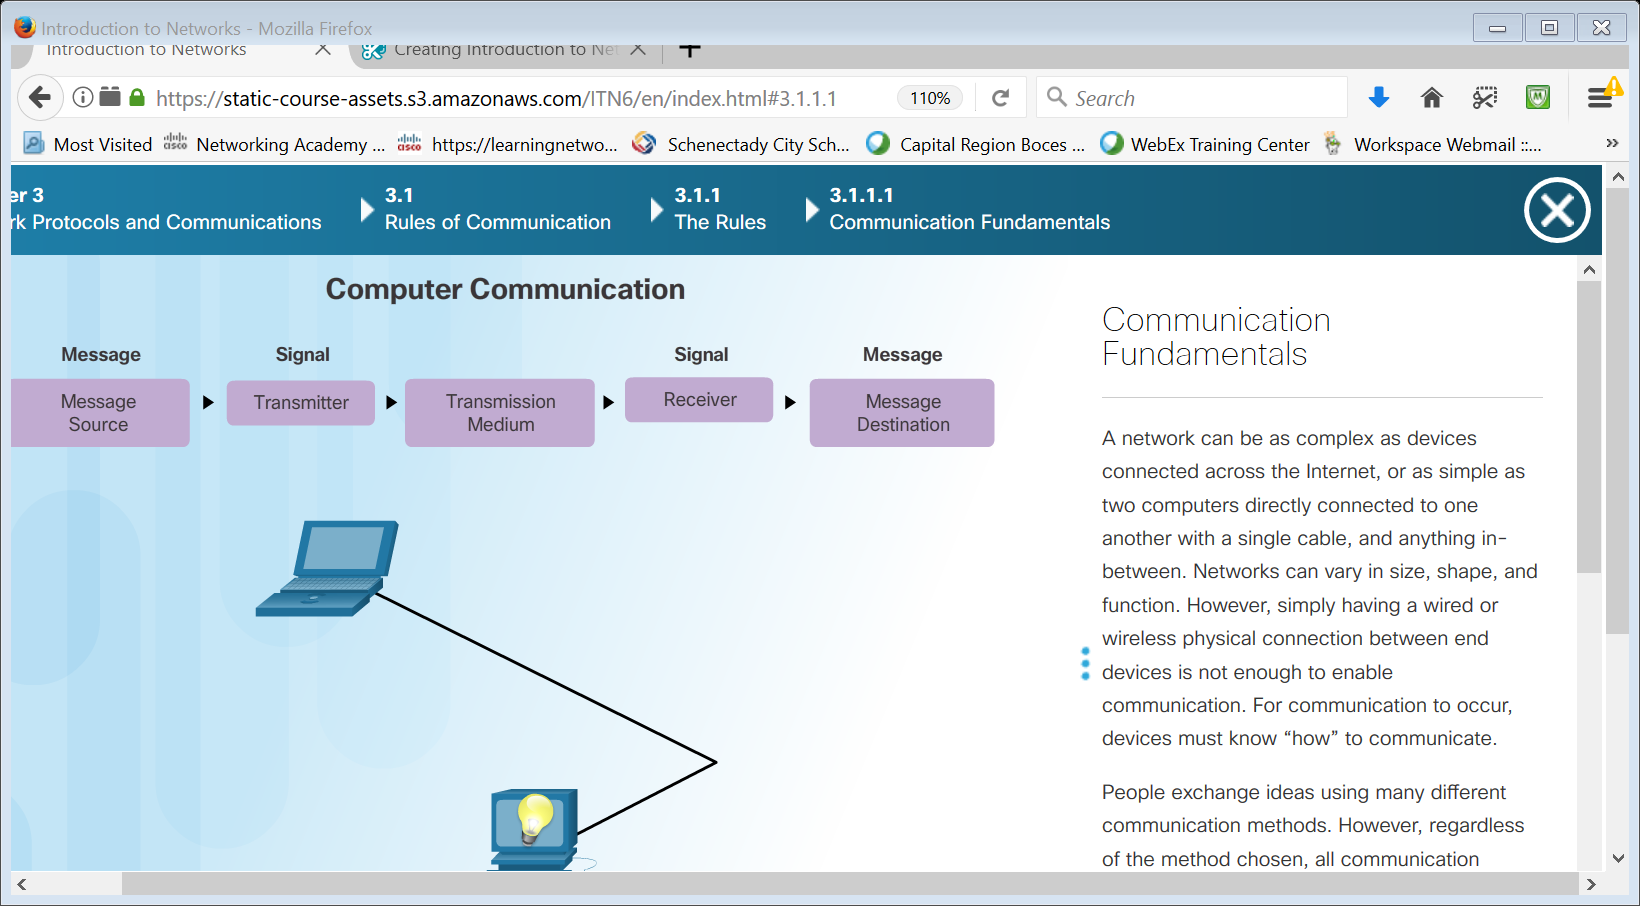 Introduction to Networks - Mozilla Firefox
Introduction to Networks
Creating Introduction to Net
https://static-course-assets.s3.amazonaws.com/ITN6/en/index.html#3.1.1.1
110%
Search
Most Visited
Networking Academy ...
https://learningnetwo...
Schenectady City Sch...
Capital Region Boces ...
WebEx Training Center
Workspace Webmail ::...
»
er 3
rk Protocols and Communications
3.1
Rules of Communication
3.1.1
The Rules
3.1.1.1
Communication Fundamentals
Computer Communication
Message
Signal
Signal
Message
Message
Source
Transmitter
Transmission
Medium
Receiver
Message
Destination
Communication
Fundamentals
A network can be as complex as devices
connected across the Internet, or as simple as
two computers directly connected to one
another with a single cable, and anything in-
between. Networks can vary in size, shape, and
function. However, simply having a wired or
wireless physical connection between end
devices is not enough to enable
communication. For communication to occur,
devices must know “how” to communicate.
People exchange ideas using many different
communication methods. However, regardless
of the method chosen, all communication